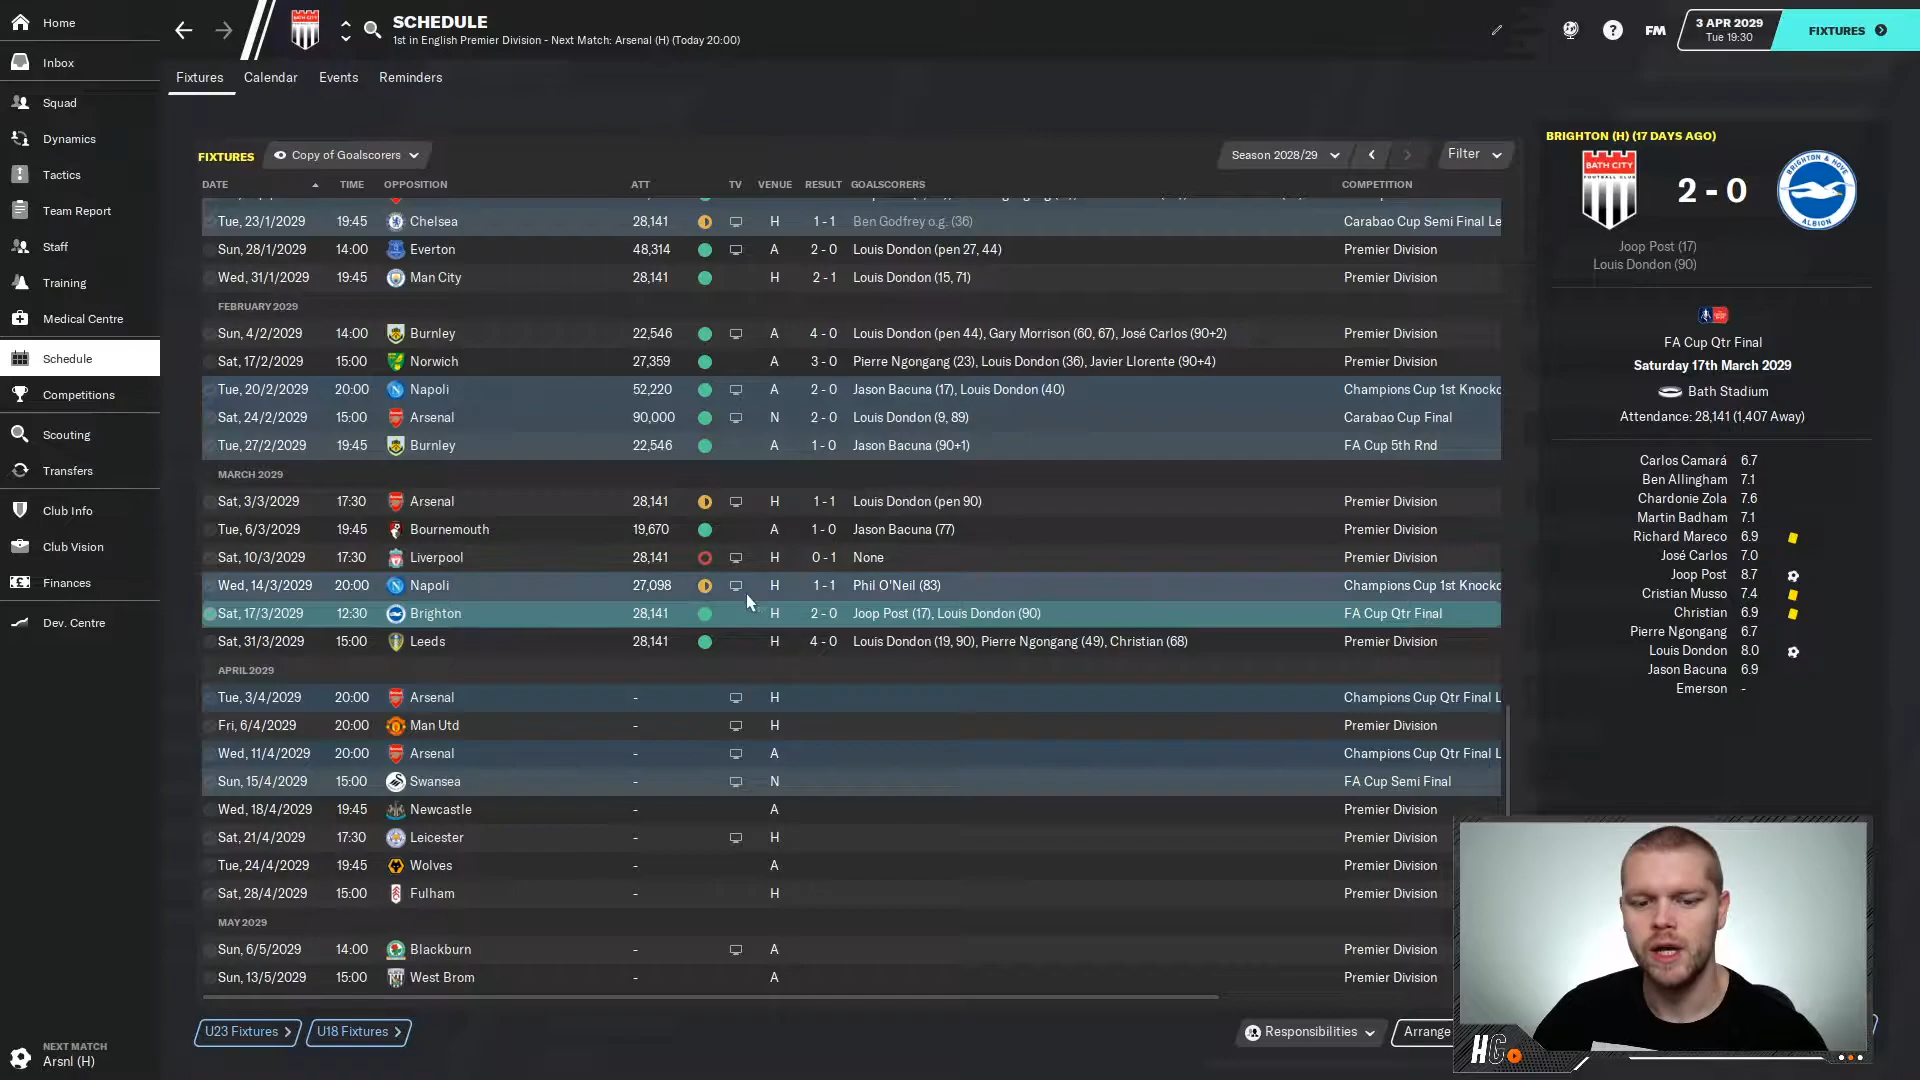 Home
Inbox
Squad
Dynamics
Tactics
Team Report
Staff
Training
Medical Centre
Schedule
Competitions
Scouting
Transfers
Club Info
Club Vision
Finances
Dev. Centre
NEXT MATCH
Arsnl (H)
SCHEDULE
1st in English Premier Division - Next Match: Arsenal (H) (Today 20:00)
FM
3 APR 2029
Tue 19:30
FIXTURES
Fixtures Calendar Events Reminders
FIXTURES Copy of Goalscorers Season 2028/29 Filter
DATE TIME OPPOSITION ATT TV VENUE RESULT GOALSCORERS COMPETITION
Tue, 23/1/2029 19:45 Chelsea 28,141 H 1 - 1 Ben Godfrey o.g. (36) Carabao Cup Semi Final Le
Sun, 28/1/2029 14:00 Everton 48,314 A 2 - 0 Louis Dondon (pen 27, 44) Premier Division
Wed, 31/1/2029 19:45 Man City 28,141 H 2 - 1 Louis Dondon (15, 71) Premier Division
FEBRUARY 2029
Sun, 4/2/2029 14:00 Burnley 22,546 A 4 - 0 Louis Dondon (pen 44), Gary Morrison (60, 67), José Carlos (90+2) Premier Division
Sat, 17/2/2029 15:00 Norwich 27,359 A 3 - 0 Pierre Ngongang (23), Louis Dondon (36), Javier Llorente (90+4) Premier Division
Tue, 20/2/2029 20:00 Napoli 52,220 A 2 - 0 Jason Bacuna (17), Louis Dondon (40) Champions Cup 1st Knocko
Sat, 24/2/2029 15:00 Arsenal 90,000 N 2 - 0 Louis Dondon (9, 89) Carabao Cup Final
Tue, 27/2/2029 19:45 Burnley 22,546 A 1 - 0 Jason Bacuna (90+1) FA Cup 5th Rnd
MARCH 2029
Sat, 3/3/2029 17:30 Arsenal 28,141 H 1 - 1 Louis Dondon (pen 90) Premier Division
Tue, 6/3/2029 19:45 Bournemouth 19,670 A 1 - 0 Jason Bacuna (77) Premier Division
Sat, 10/3/2029 17:30 Liverpool 28,141 H 0 - 1 None Premier Division
Wed, 14/3/2029 20:00 Napoli 27,098 H 1 - 1 Phil O'Neil (83) Champions Cup 1st Knocko
Sat, 17/3/2029 12:30 Brighton 28,141 H 2 - 0 Joop Post (17), Louis Dondon (90) FA Cup Qtr Final
Sat, 31/3/2029 15:00 Leeds 28,141 H 4 - 0 Louis Dondon (19, 90), Pierre Ngongang (49), Christian (68) Premier Division
APRIL 2029
Tue, 3/4/2029 20:00 Arsenal - H Champions Cup Qtr Final L
Fri, 6/4/2029 20:00 Man Utd - H Premier Division
Wed, 11/4/2029 20:00 Arsenal - A Champions Cup Qtr Final L
Sun, 15/4/2029 15:00 Swansea - N FA Cup Semi Final
Wed, 18/4/2029 19:45 Newcastle - A Premier Division
Sat, 21/4/2029 17:30 Leicester - H Premier Division
Tue, 24/4/2029 19:45 Wolves - A Premier Division
Sat, 28/4/2029 15:00 Fulham - H Premier Division
MAY 2029
Sun, 6/5/2029 14:00 Blackburn - A Premier Division
Sun, 13/5/2029 15:00 West Brom - A Premier Division
U23 Fixtures U18 Fixtures Responsibilities Arrange
BRIGHTON (H) (17 DAYS AGO)
BATH CITY
2 - 0
BRIGHTON & HOVE
ALBION
Joop Post (17)
Louis Dondon (90)
FA Cup Qtr Final
Saturday 17th March 2029
Bath Stadium
Attendance: 28,141 (1,407 Away)
Carlos Camará 6.7
Ben Allingham 7.1
Chardonie Zola 7.6
Martin Badham 7.1
Richard Mareco 6.9
José Carlos 7.0
Joop Post 8.7
Cristian Musso 7.4
Christian 6.9
Pierre Ngongang 6.7
Louis Dondon 8.0
Jason Bacuna 6.9
Emerson -
HG